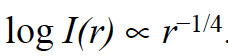 log I(r) ∝ r⁻¹/⁴.